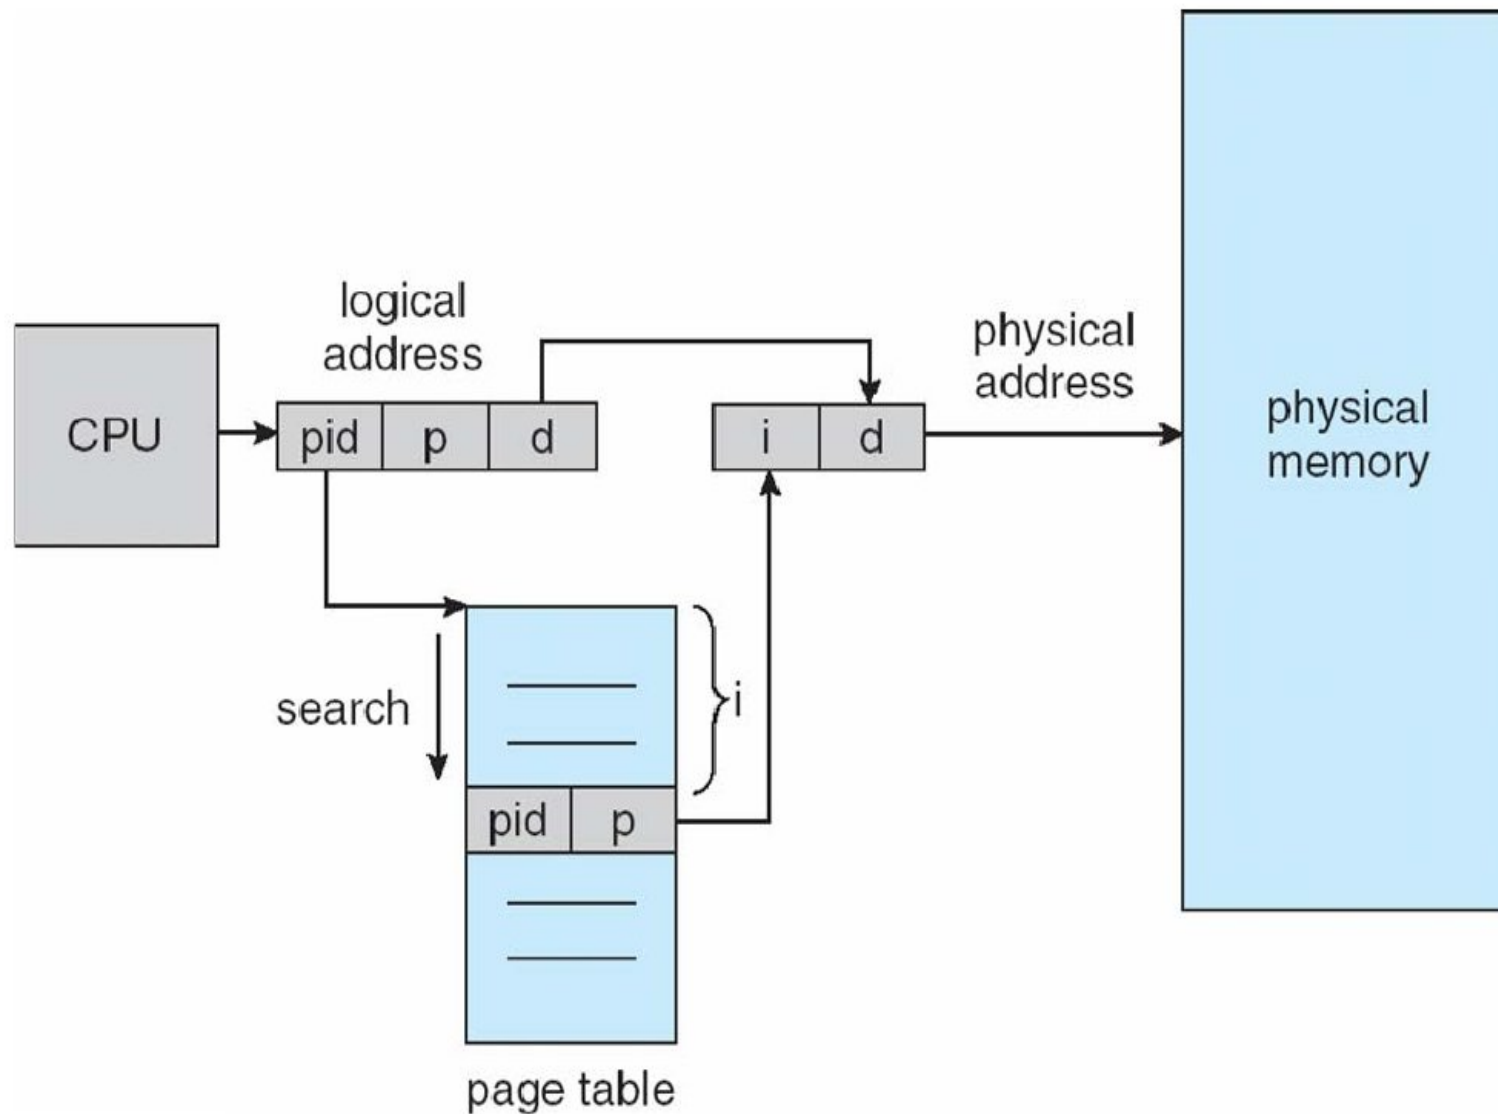 logical
address
physical
address
CPU
pid p d
i d
physical
memory
search
i
pid p
page table